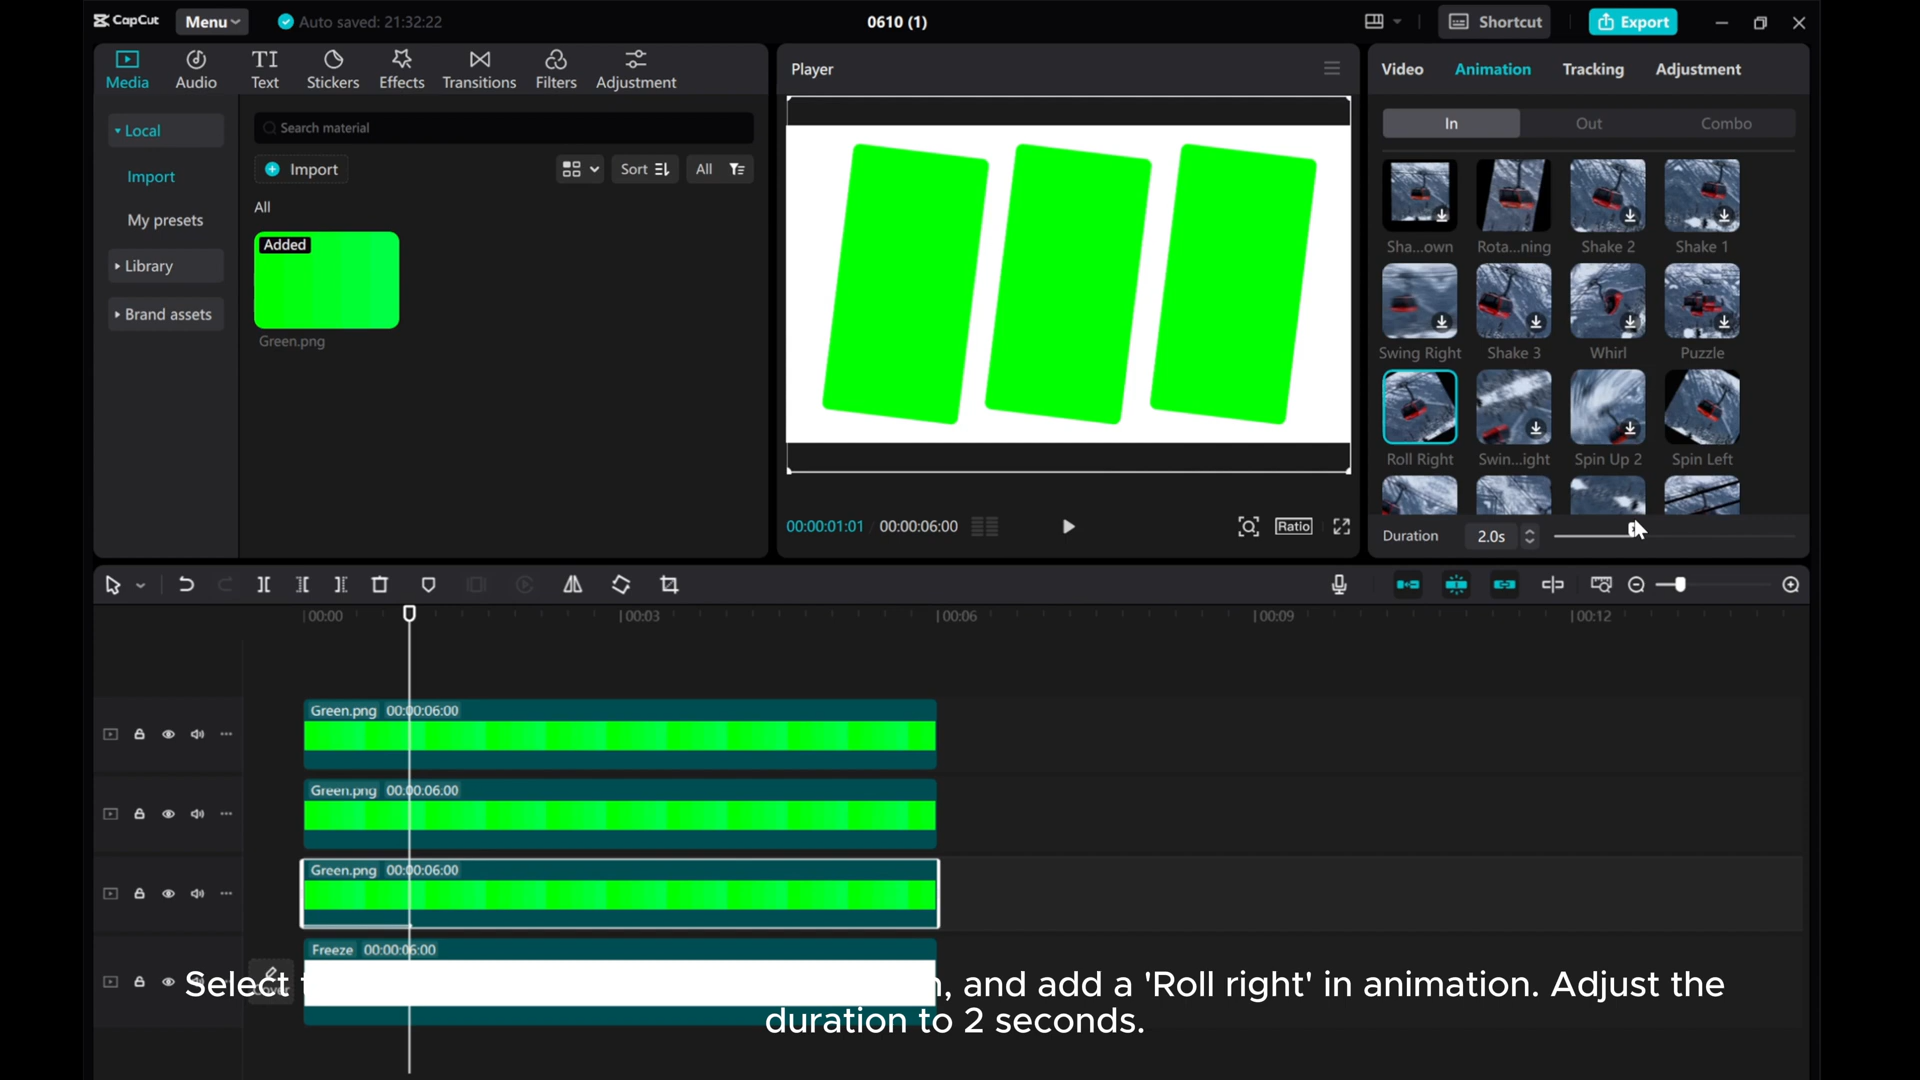 CapCut Menu Auto saved: 21:32:22 0610 (1) Shortcut Export
Media Audio Text Stickers Effects Transitions Filters Adjustment
TI
Local
Import
My presets
Library
Brand assets
Search material
Import Sort All
All
Added
Green.png
Player
00:00:01:01 00:00:06:00 Ratio
Video Animation Tracking Adjustment
In Out Combo
Sha...own Rota...ning Shake 2 Shake 1
Swing Right Shake 3 Whirl Puzzle
Roll Right Swin...ight Spin Up 2 Spin Left
Duration 2.0s
00:00 00:03 00:06 00:09 00:12
Green.png 00:00:06:00
Green.png 00:00:06:00
Green.png 00:00:06:00
Freeze 00:00:06:00
Select , and add a 'Roll right' in animation. Adjust the
duration to 2 seconds.